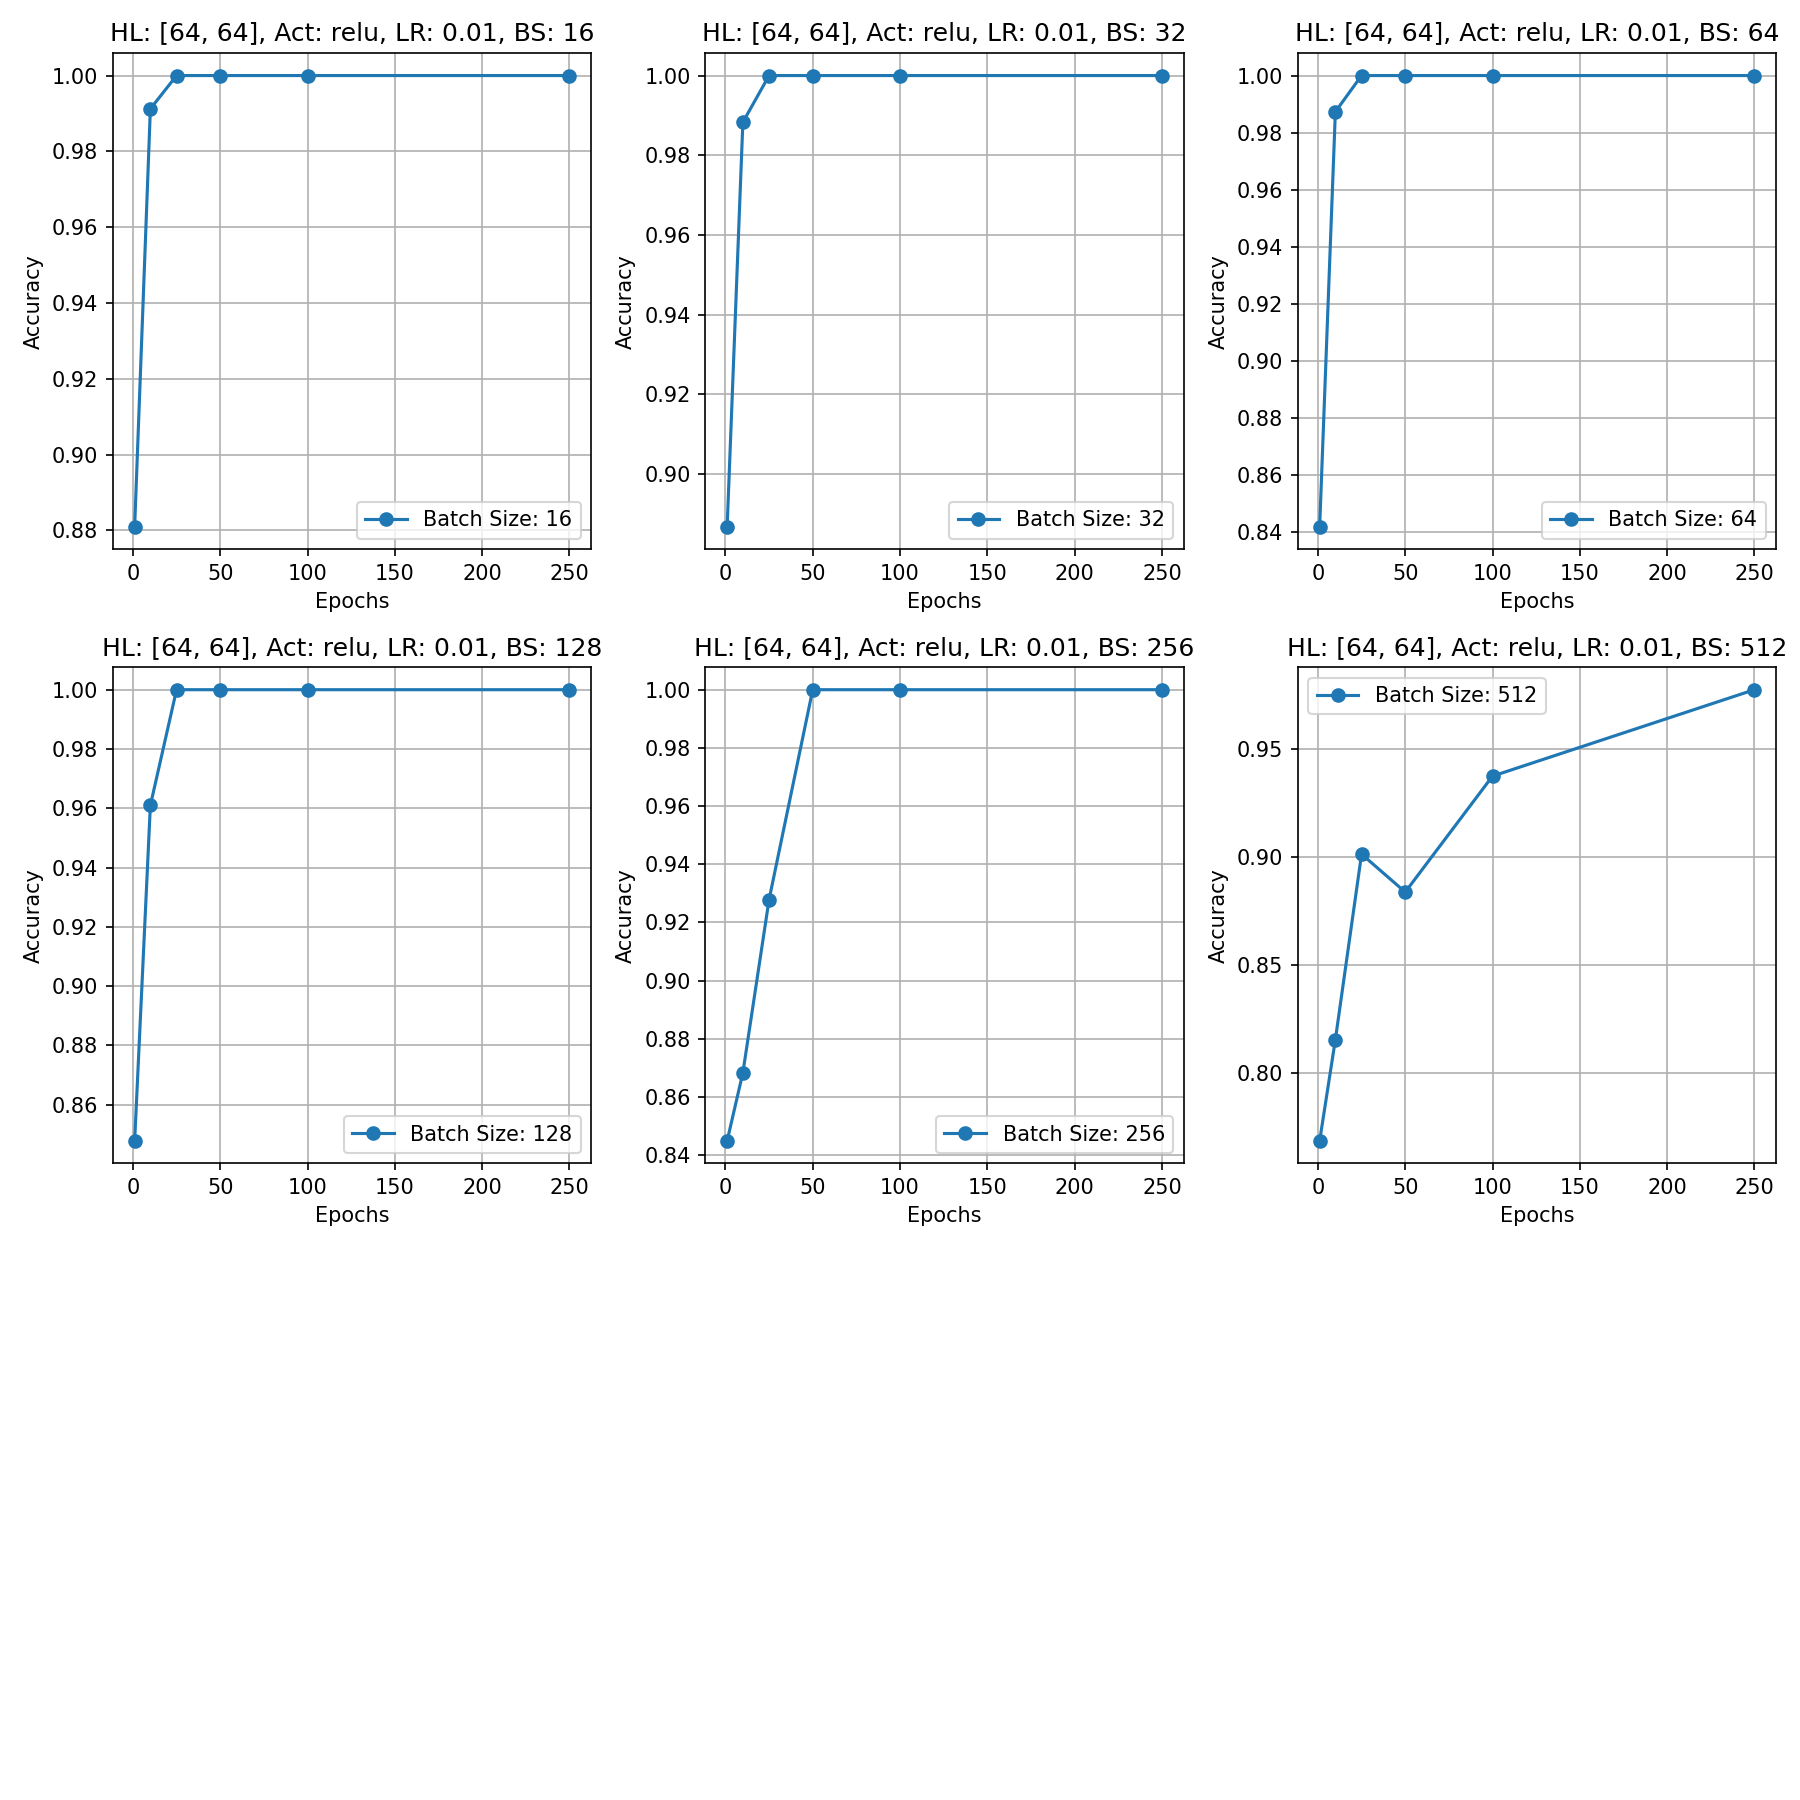 HL: [64, 64], Act: relu, LR: 0.01, BS: 16
1.00
0.98
0.96
0.94
0.92
0.90
0.88
Accuracy
Batch Size: 16
0 50 100 150 200 250
Epochs
HL: [64, 64], Act: relu, LR: 0.01, BS: 32
1.00
0.98
0.96
0.94
0.92
0.90
Accuracy
Batch Size: 32
0 50 100 150 200 250
Epochs
HL: [64, 64], Act: relu, LR: 0.01, BS: 64
1.00
0.98
0.96
0.94
0.92
0.90
0.88
0.86
0.84
Accuracy
Batch Size: 64
0 50 100 150 200 250
Epochs
HL: [64, 64], Act: relu, LR: 0.01, BS: 128
1.00
0.98
0.96
0.94
0.92
0.90
0.88
0.86
Accuracy
Batch Size: 128
0 50 100 150 200 250
Epochs
HL: [64, 64], Act: relu, LR: 0.01, BS: 256
1.00
0.98
0.96
0.94
0.92
0.90
0.88
0.86
0.84
Accuracy
Batch Size: 256
0 50 100 150 200 250
Epochs
HL: [64, 64], Act: relu, LR: 0.01, BS: 512
Batch Size: 512
0.95
0.90
0.85
0.80
Accuracy
0 50 100 150 200 250
Epochs